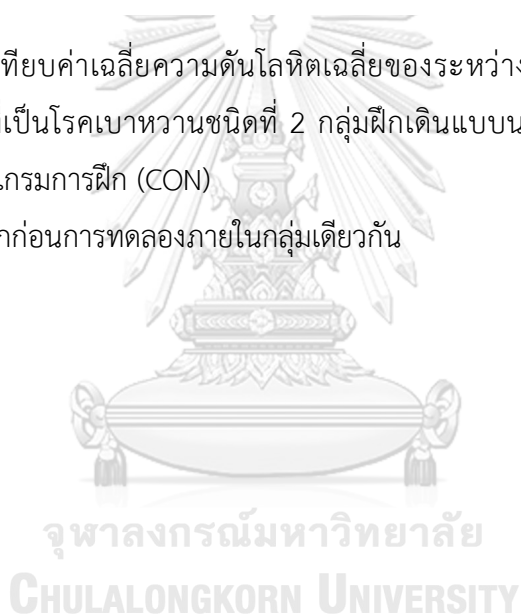 ทียบค่าเฉลี่ยความดันโลหิตเฉลี่ยของระหว่าง
เป็นโรคเบาหวานชนิดที่ 2 กลุ่มฝึกเดินแบบน
กรมการฝึก (CON)
ก่อนการทดลองภายในกลุ่มเดียวกัน
จุฬาลงกรณ์มหาวิทยาลัย
CHULALONGKORN UNIVERSITY